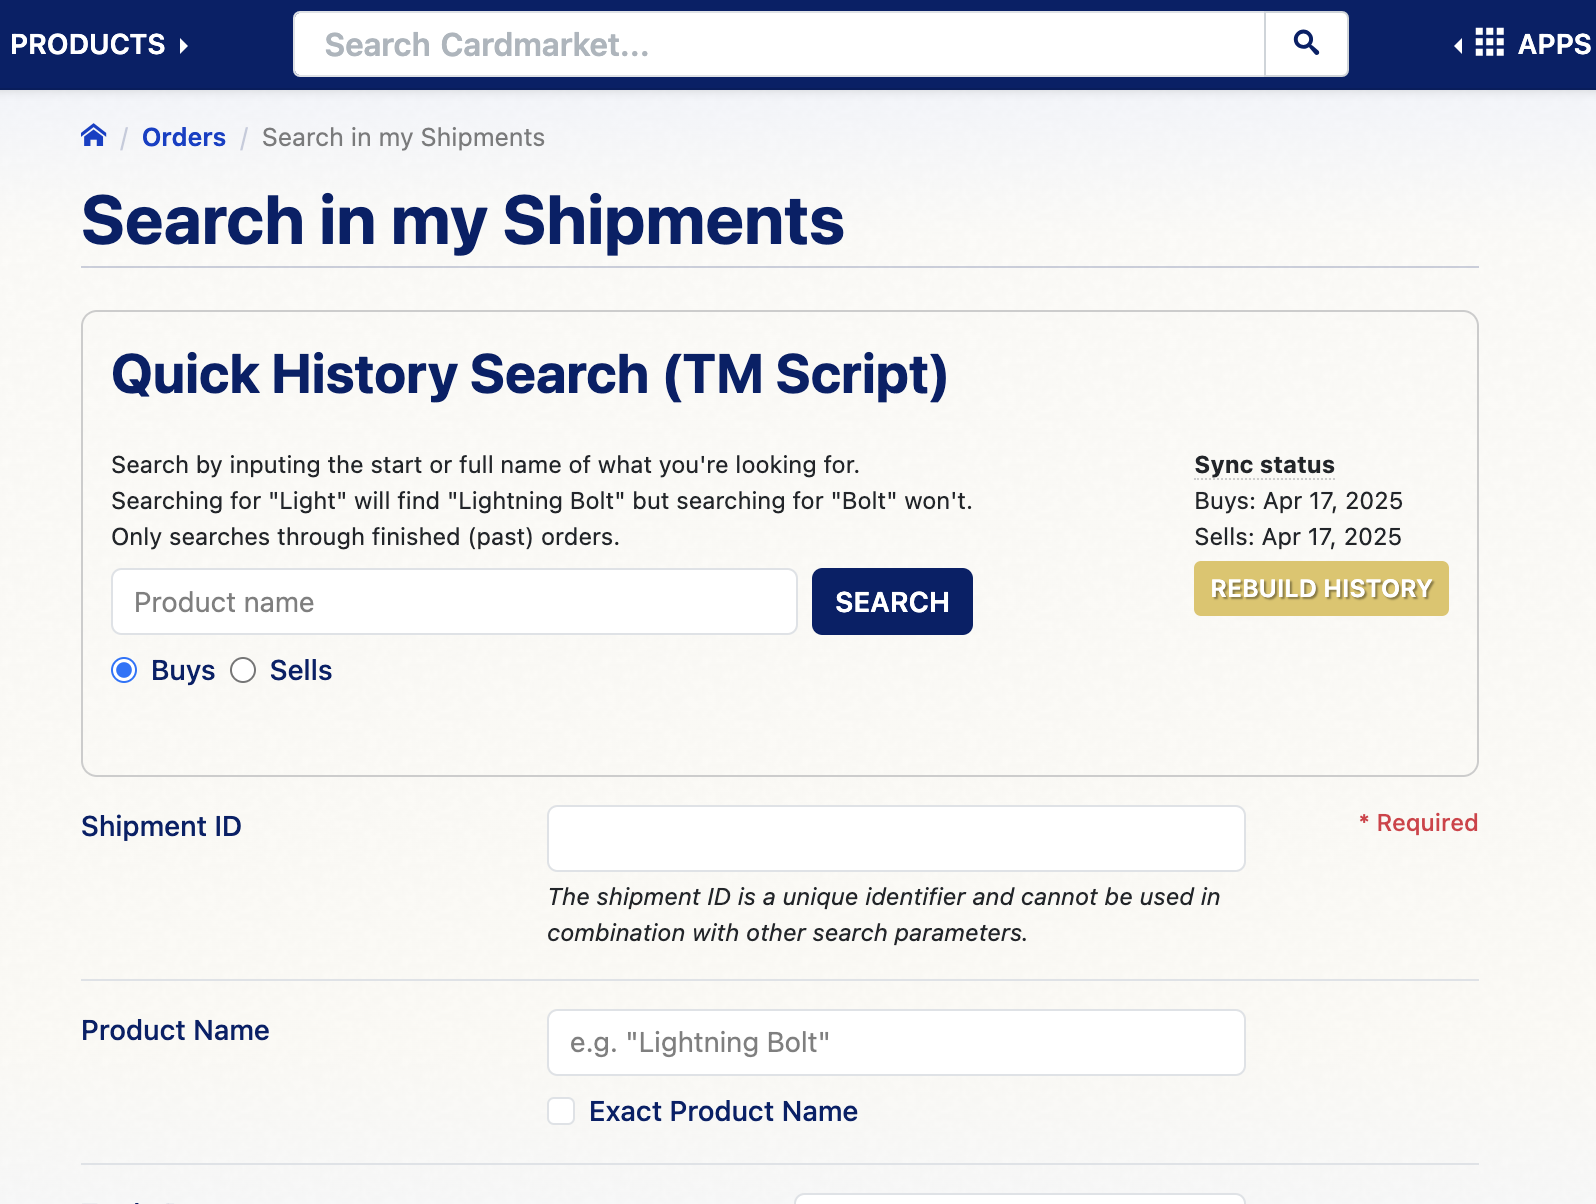 PRODUCTS
Search Cardmarket...
APPS
/ Orders / Search in my Shipments
Search in my Shipments
Quick History Search (TM Script)
Search by inputing the start or full name of what you're looking for.
Searching for "Light" will find "Lightning Bolt" but searching for "Bolt" won't.
Only searches through finished (past) orders.
Product name
SEARCH
Buys
Sells
Sync status
Buys: Apr 17, 2025
Sells: Apr 17, 2025
REBUILD HISTORY
Shipment ID
* Required
The shipment ID is a unique identifier and cannot be used in
combination with other search parameters.
Product Name
e.g. "Lightning Bolt"
Exact Product Name